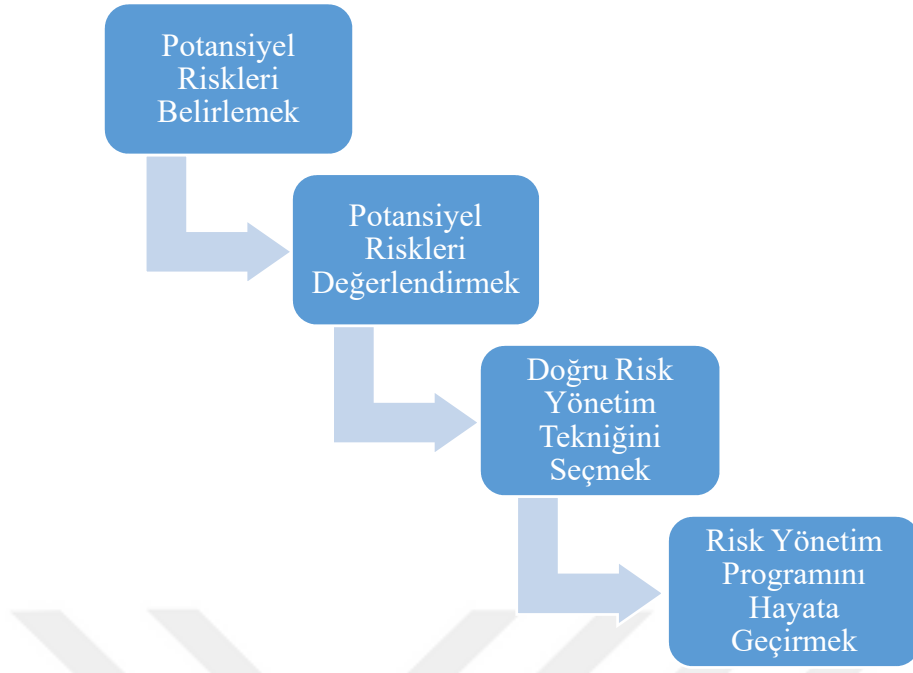 Potansiyel
Riskleri
Belirlemek
Potansiyel
Riskleri
Değerlendirmek
Doğru Risk
Yönetim
Tekniğini
Seçmek
Risk Yönetim
Programını
Hayata
Geçirmek